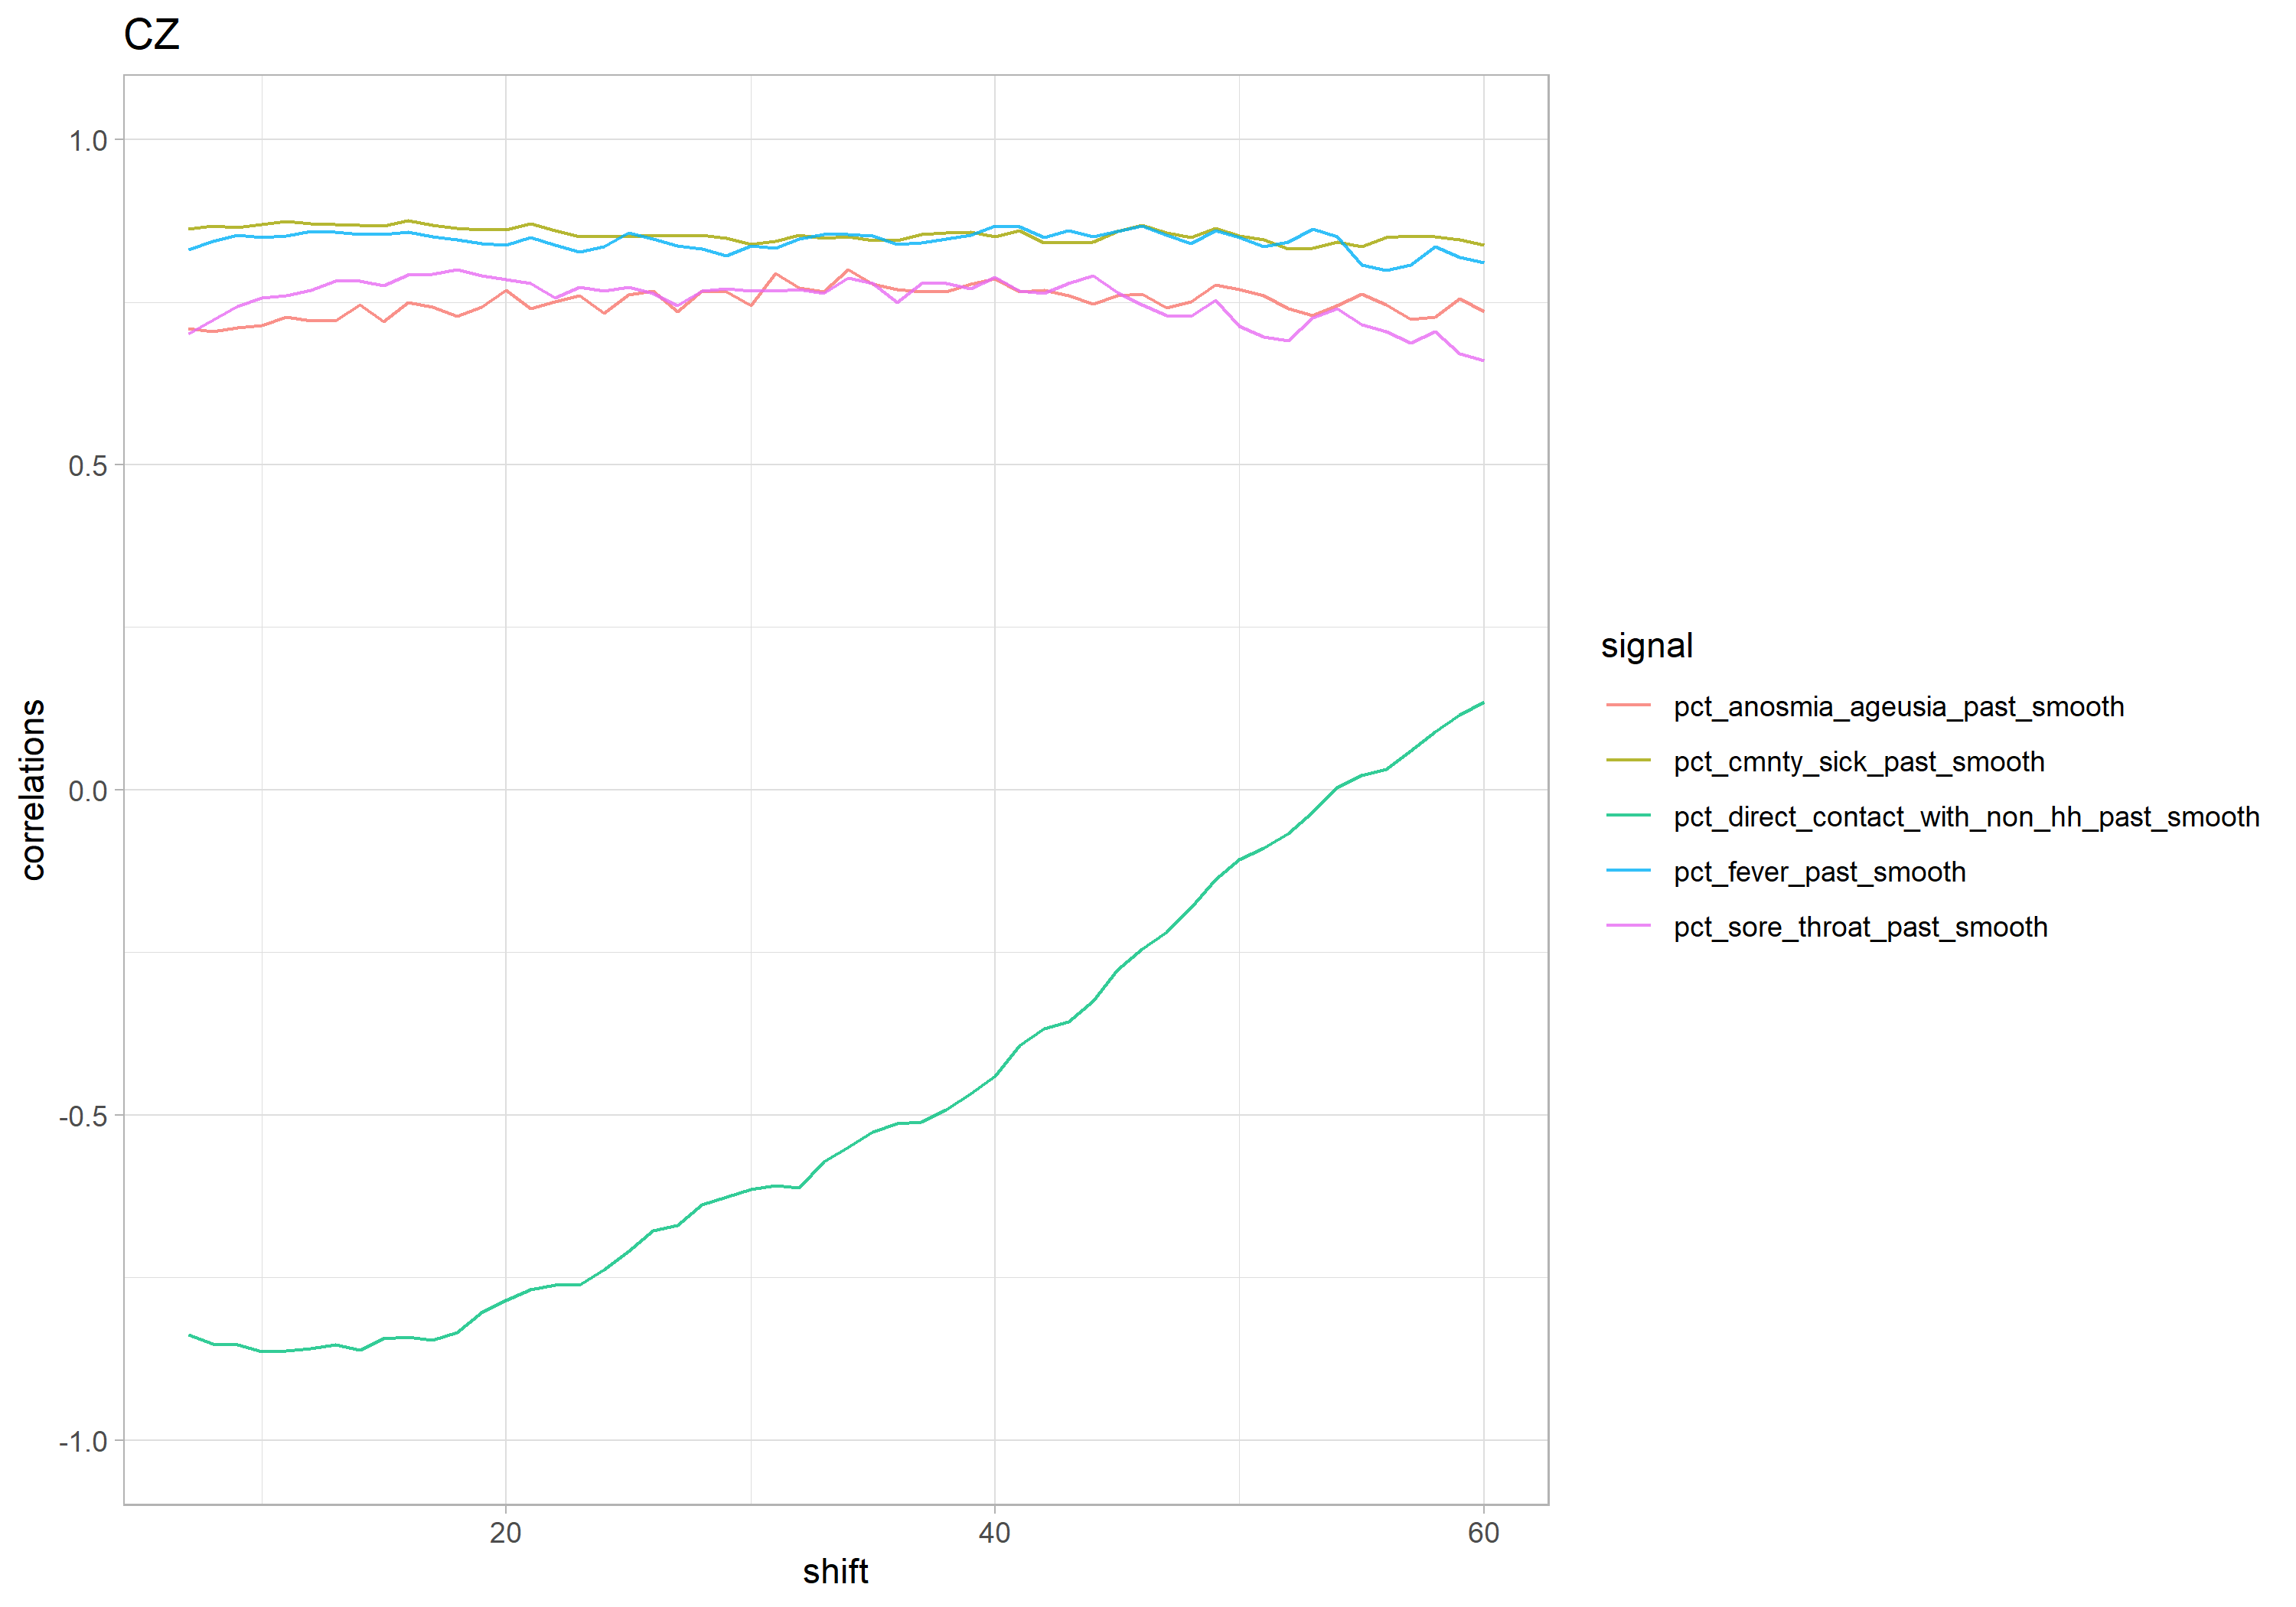 CZ
1.0
0.5
0.0
-0.5
-1.0
correlations
20
40
60
shift
signal
pct_anosmia_ageusia_past_smooth
pct_cmnty_sick_past_smooth
pct_direct_contact_with_non_hh_past_smooth
pct_fever_past_smooth
pct_sore_throat_past_smooth